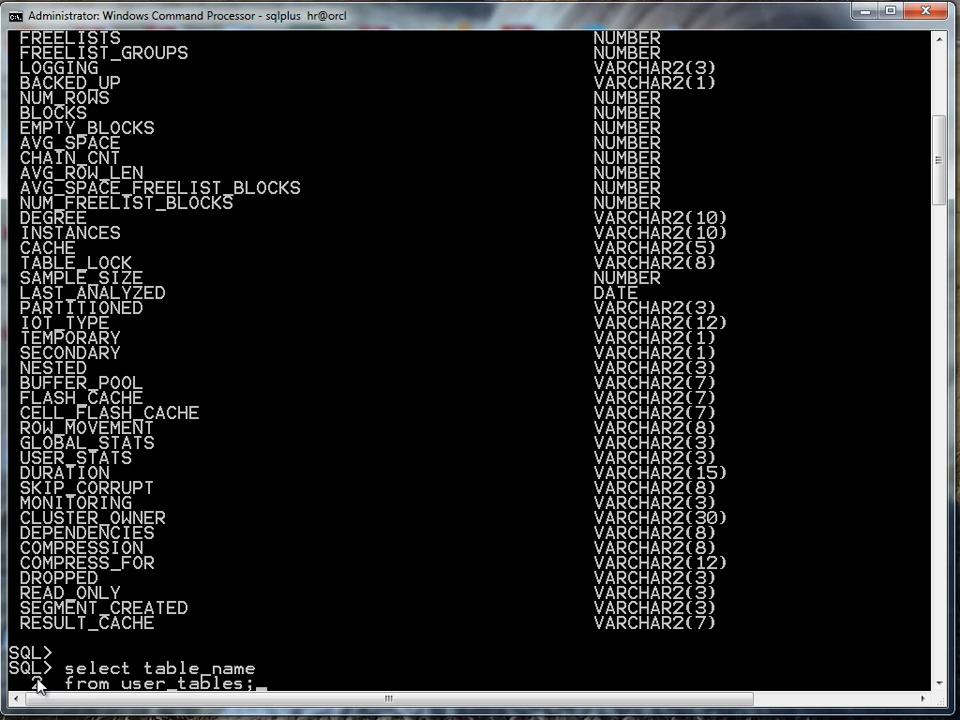 Administrator: Windows Command Processor - sqlplus hr@orcl
FREELISTS NUMBER
FREELIST_GROUPS NUMBER
LOGGING VARCHAR2(3)
BACKED_UP VARCHAR2(1)
NUM_ROWS NUMBER
BLOCKS NUMBER
EMPTY_BLOCKS NUMBER
AVG_SPACE NUMBER
CHAIN_CNT NUMBER
AVG_ROW_LEN NUMBER
AVG_SPACE_FREELIST_BLOCKS NUMBER
NUM_FREELIST_BLOCKS NUMBER
DEGREE VARCHAR2(10)
INSTANCES VARCHAR2(10)
CACHE VARCHAR2(5)
TABLE_LOCK VARCHAR2(8)
SAMPLE_SIZE NUMBER
LAST_ANALYZED DATE
PARTITIONED VARCHAR2(3)
IOT_TYPE VARCHAR2(12)
TEMPORARY VARCHAR2(1)
SECONDARY VARCHAR2(1)
NESTED VARCHAR2(3)
BUFFER_POOL VARCHAR2(7)
FLASH_CACHE VARCHAR2(7)
CELL_FLASH_CACHE VARCHAR2(7)
ROW_MOVEMENT VARCHAR2(8)
GLOBAL_STATS VARCHAR2(3)
USER_STATS VARCHAR2(3)
DURATION VARCHAR2(15)
SKIP_CORRUPT VARCHAR2(8)
MONITORING VARCHAR2(3)
CLUSTER_OWNER VARCHAR2(30)
DEPENDENCIES VARCHAR2(8)
COMPRESSION VARCHAR2(8)
COMPRESS_FOR VARCHAR2(12)
DROPPED VARCHAR2(3)
READ_ONLY VARCHAR2(3)
SEGMENT_CREATED VARCHAR2(3)
RESULT_CACHE VARCHAR2(7)
SQL>
SQL> select table_name
2 from user_tables;_